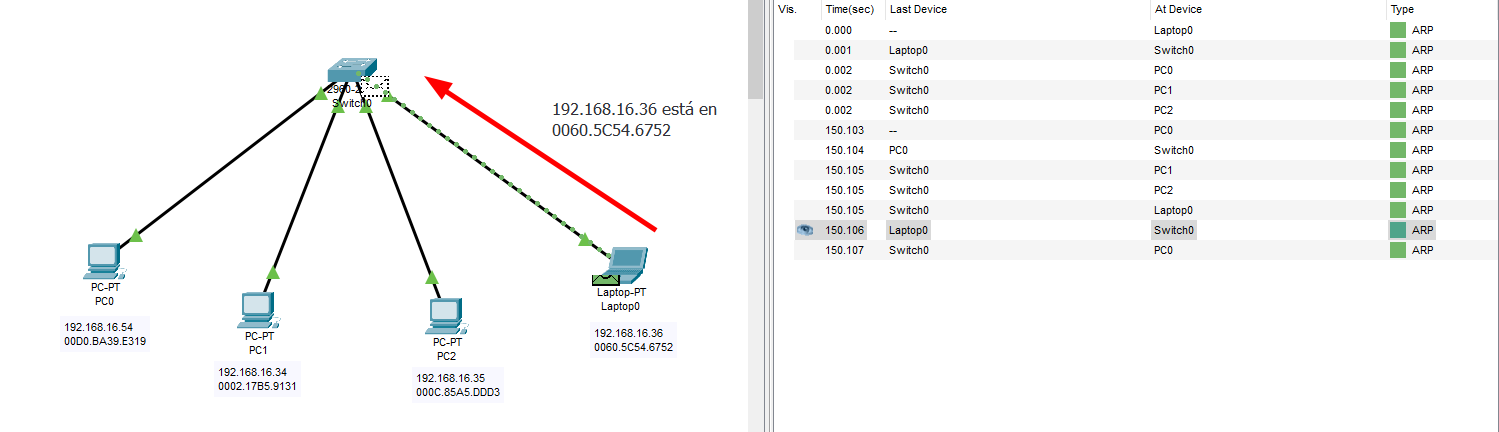 2960-2
Switch0
192.168.16.36 está en
0060.5C54.6752
PC-PT
PC0
192.168.16.54
00D0.BA39.E319
PC-PT
PC1
192.168.16.34
0002.17B5.9131
PC-PT
PC2
192.168.16.35
000C.85A5.DDD3
Laptop-PT
Laptop0
192.168.16.36
0060.5C54.6752
Vis. Time(sec) Last Device At Device Type
0.000 -- Laptop0 ARP
0.001 Laptop0 Switch0 ARP
0.002 Switch0 PC0 ARP
0.002 Switch0 PC1 ARP
0.002 Switch0 PC2 ARP
150.103 -- PC0 ARP
150.104 PC0 Switch0 ARP
150.105 Switch0 PC1 ARP
150.105 Switch0 PC2 ARP
150.105 Switch0 Laptop0 ARP
150.106 Laptop0 Switch0 ARP
150.107 Switch0 PC0 ARP